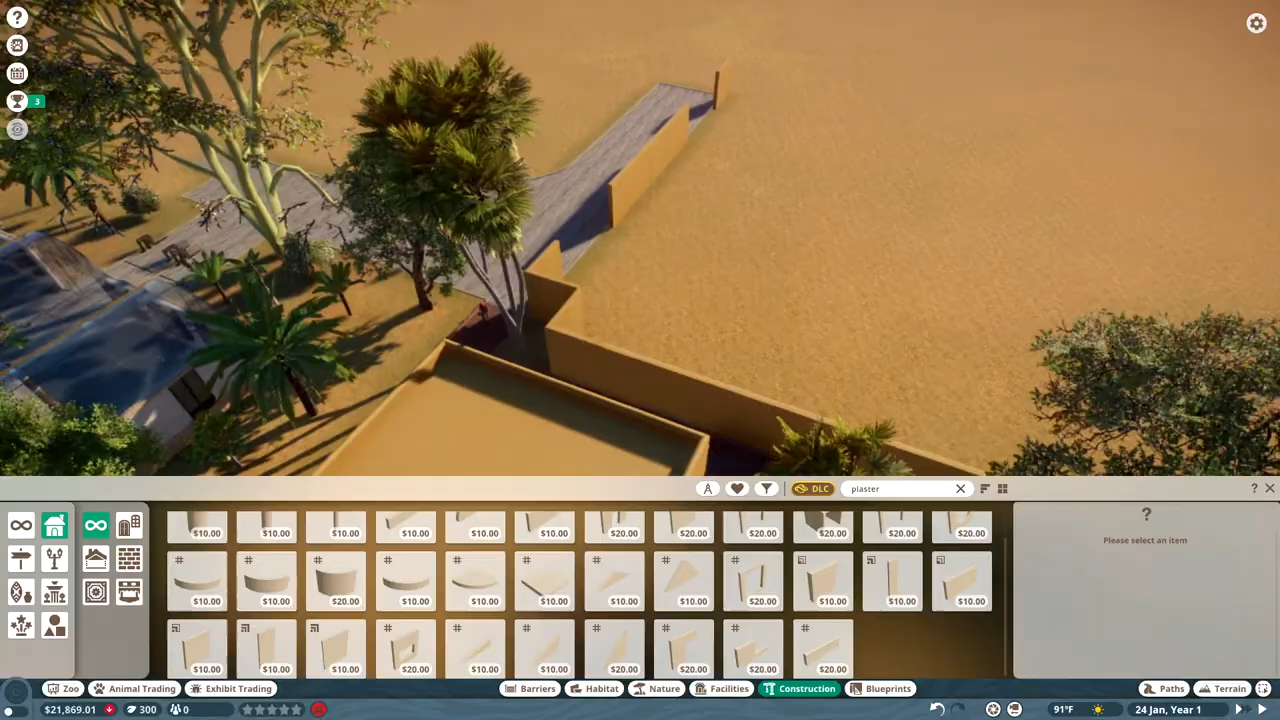 ?
3
DLC
plaster
? 
$10.00 $10.00 $10.00 $10.00 $10.00 $10.00 $20.00 $20.00 $20.00 $20.00 $20.00 $20.00
?
Please select an item
$10.00 $10.00 $20.00 $10.00 $10.00 $10.00 $10.00 $10.00 $20.00 $10.00 $10.00 $10.00
$10.00 $10.00 $10.00 $20.00 $10.00 $10.00 $20.00 $20.00 $20.00 $20.00
Zoo Animal Trading Exhibit Trading Barriers Habitat Nature Facilities Construction Blueprints Paths Terrain
$21,869.01 300 0 91°F 24 Jan, Year 1